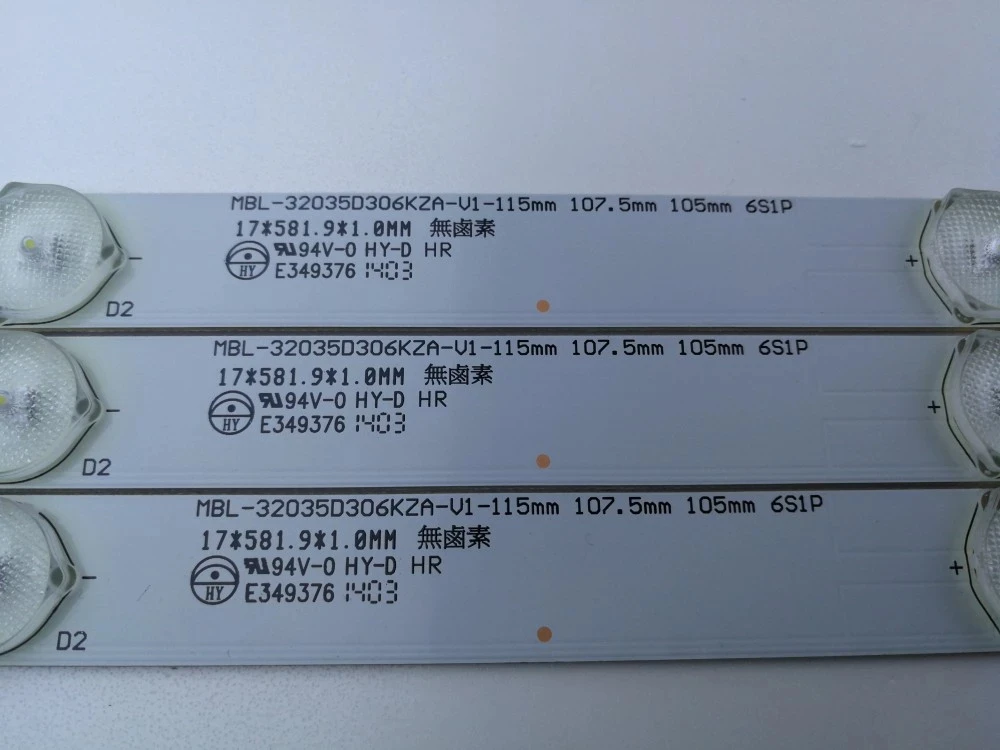 MBL-32035D306KZA-V1-115mm 107.5mm 105mm 6S1P
17*581.9*1.0MM 無鹵素
HY 94V-0 HY-D HR
E349376 1403
- +
D2
MBL-32035D306KZA-V1-115mm 107.5mm 105mm 6S1P
17*581.9*1.0MM 無鹵素
HY 94V-0 HY-D HR
E349376 1403
- +
D2
MBL-32035D306KZA-V1-115mm 107.5mm 105mm 6S1P
17*581.9*1.0MM 無鹵素
HY 94V-0 HY-D HR
E349376 1403
- +
D2